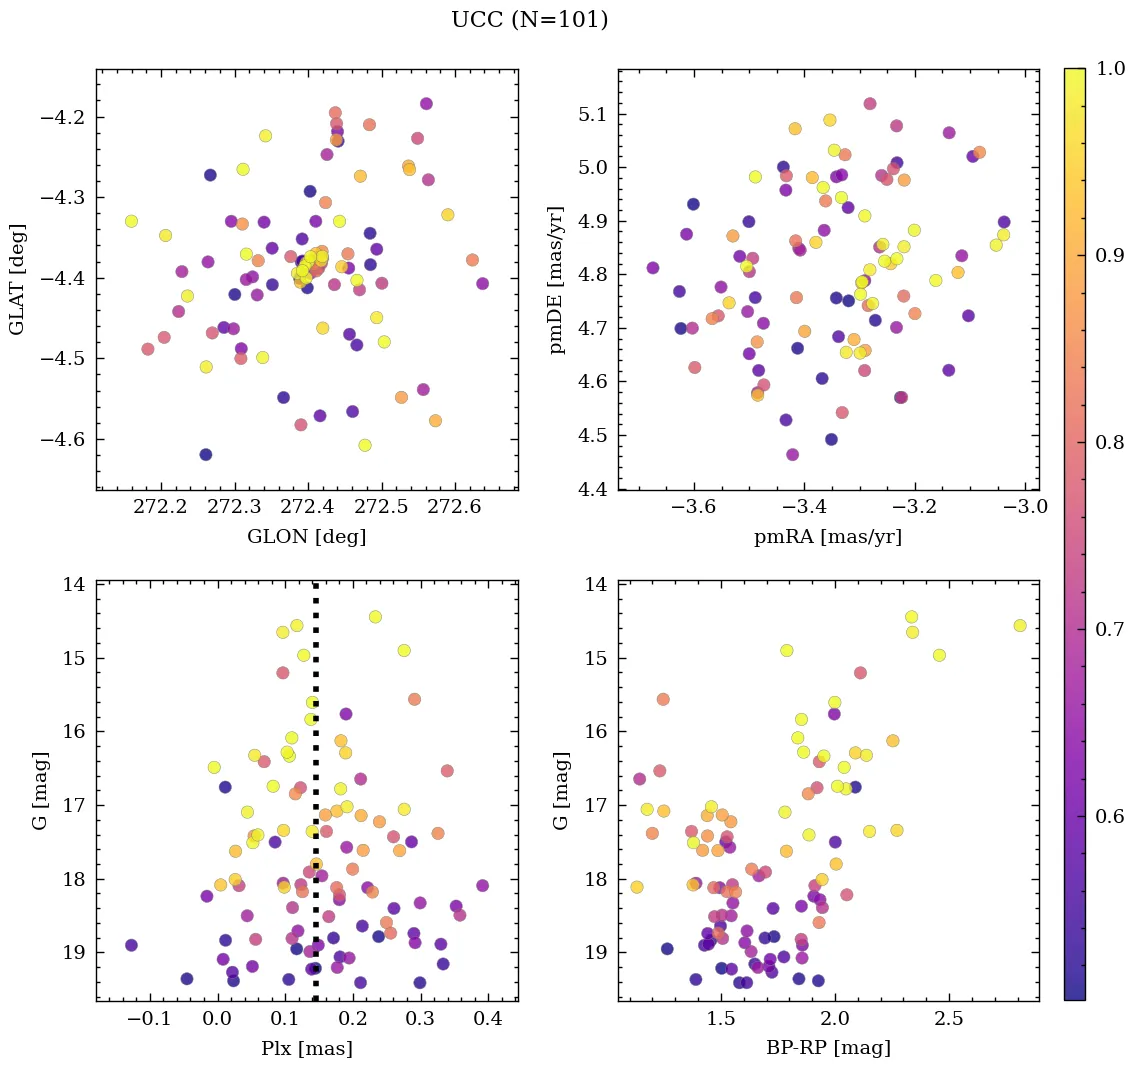 UCC (N=101)
−4.2
−4.3
−4.4
−4.5
−4.6
GLAT [deg]
272.2 272.3 272.4 272.5 272.6
GLON [deg]
5.1
5.0
4.9
4.8
4.7
4.6
4.5
4.4
pmDE [mas/yr]
−3.6 −3.4 −3.2 −3.0
pmRA [mas/yr]
14
15
16
17
18
19
G [mag]
−0.1 0.0 0.1 0.2 0.3 0.4
Plx [mas]
14
15
16
17
18
19
G [mag]
1.5 2.0 2.5
BP-RP [mag]
1.0
0.9
0.8
0.7
0.6